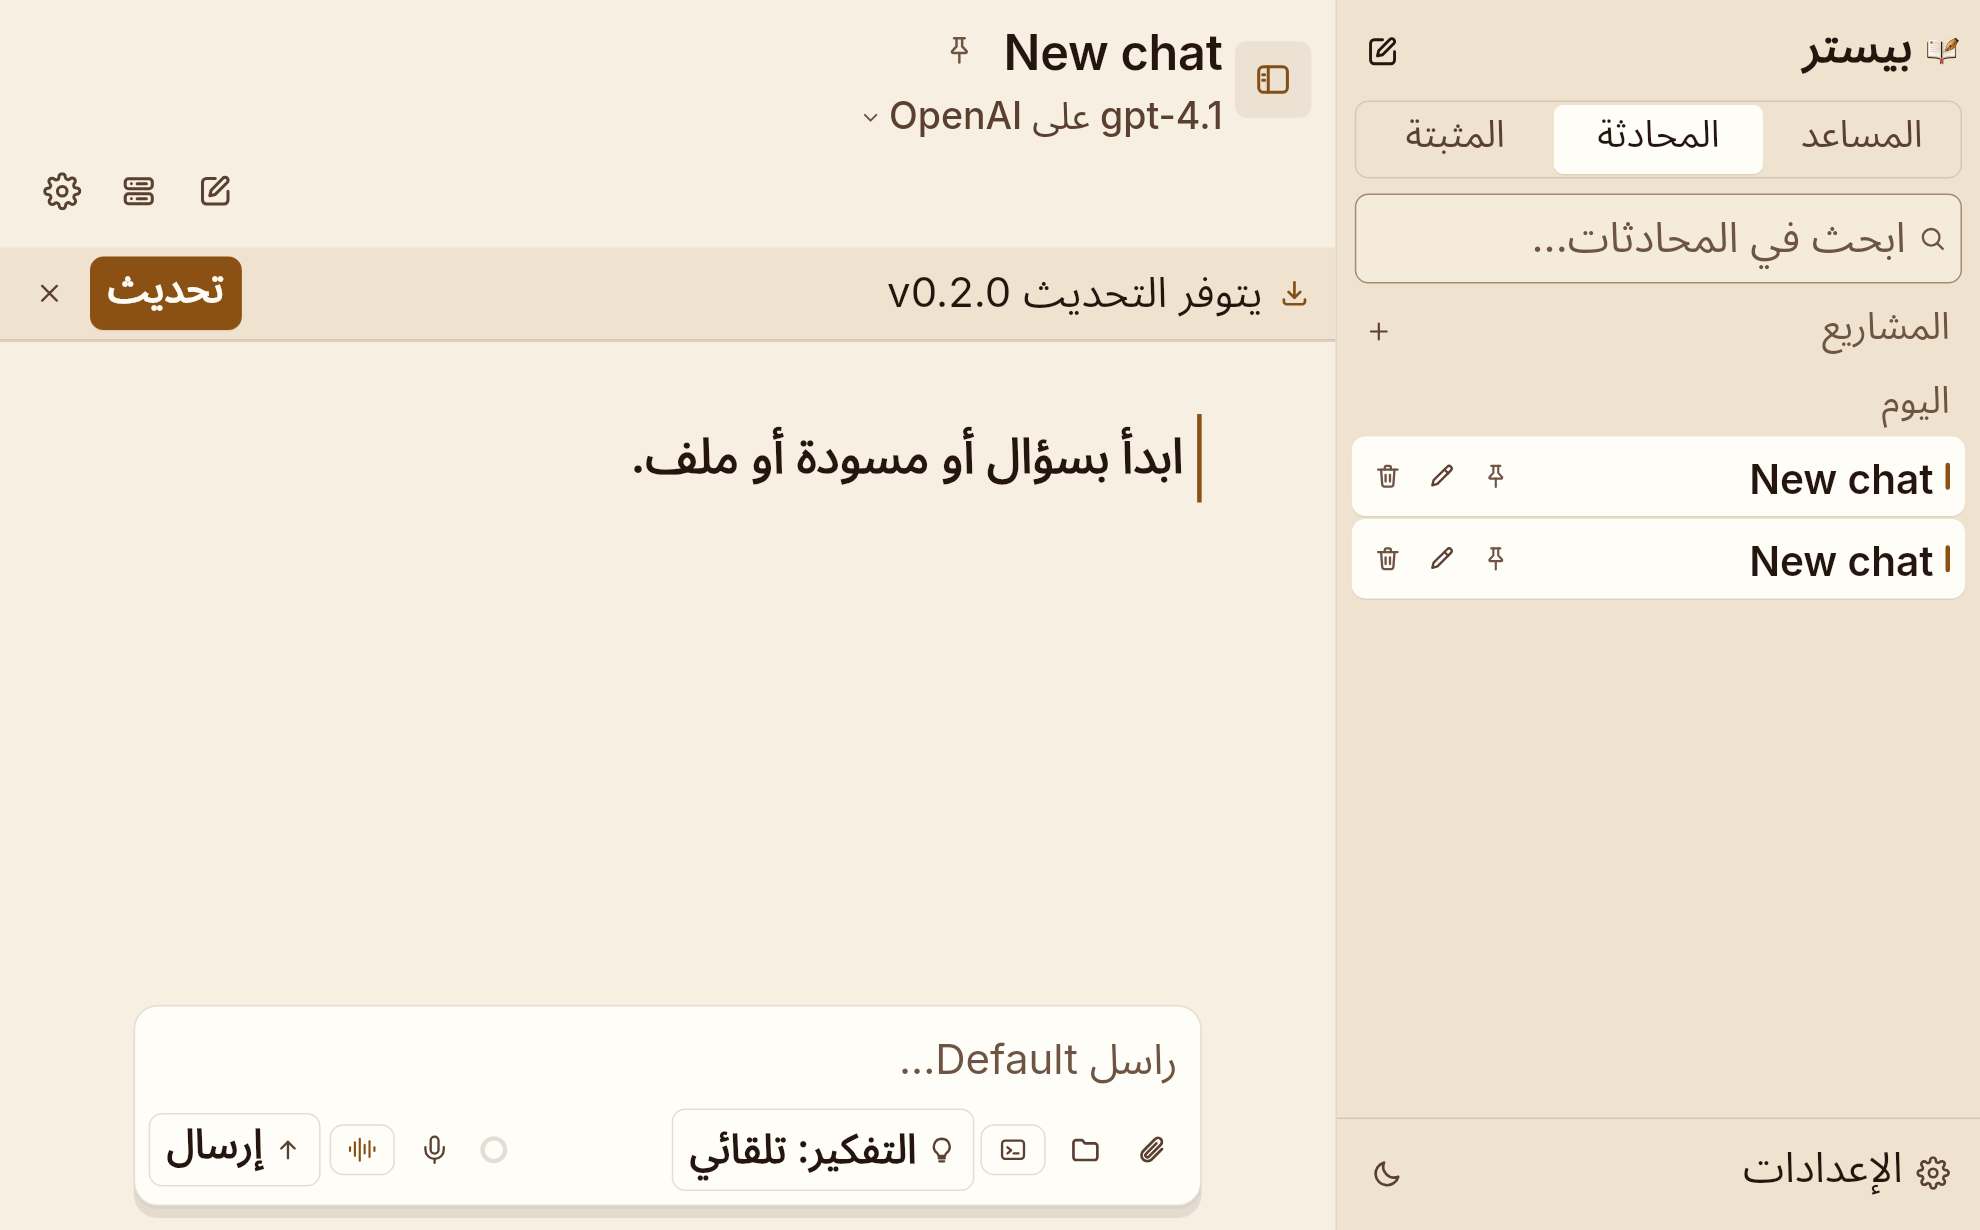 بيستر
المساعد
المحادثة
المثبتة
ابحث في المحادثات...
المشاريع
اليوم
New chat
New chat
الإعدادات
New chat
gpt-4.1 على OpenAI
يتوفر التحديث v0.2.0
تحديث
ابدأ بسؤال أو مسودة أو ملف.
راسل Default...
التفكير: تلقائي
إرسال